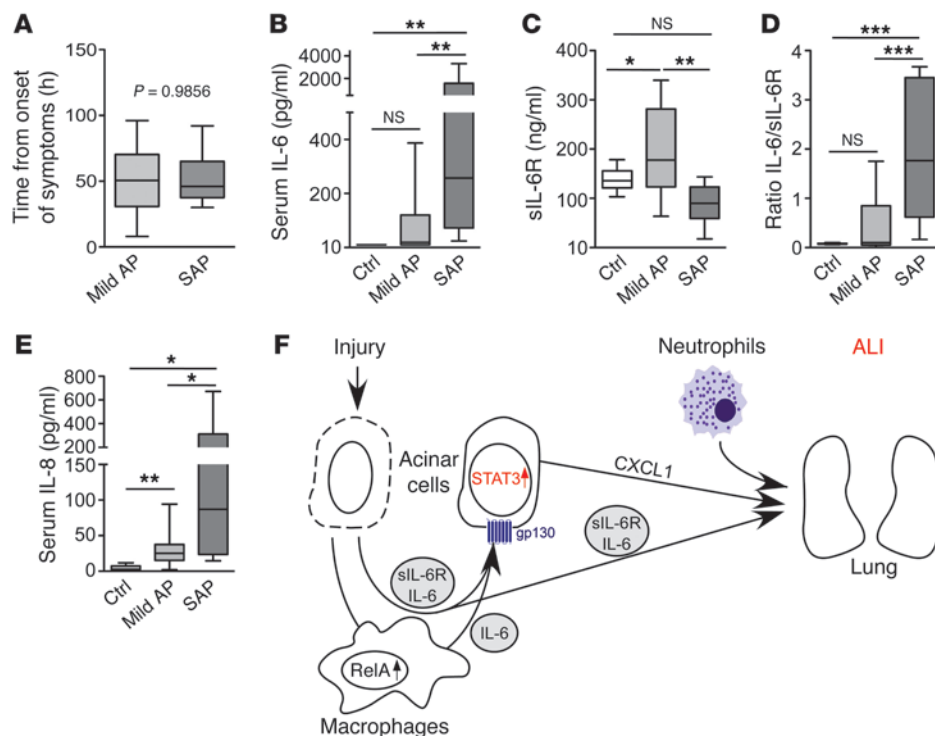 A
Time from onset
of symptoms (h)
150
100
50
0
P = 0.9856
Mild AP
SAP
B
Serum IL-6 (pg/ml)
4000
2000
400
200
10
**
**
NS
Ctrl
Mild AP
SAP
C
sIL-6R (ng/ml)
400
300
200
100
10
NS
*
**
Ctrl
Mild AP
SAP
D
Ratio IL-6/sIL-6R
4
3
2
1
0
***
***
NS
Ctrl
Mild AP
SAP
E
Serum IL-8 (pg/ml)
800
600
400
200
150
100
50
0
*
*
**
Ctrl
Mild AP
SAP
F
Injury
Neutrophils
ALI
Acinar
cells
STAT3
CXCL1
gp130
sIL-6R
IL-6
sIL-6R
IL-6
IL-6
Lung
RelA
Macrophages